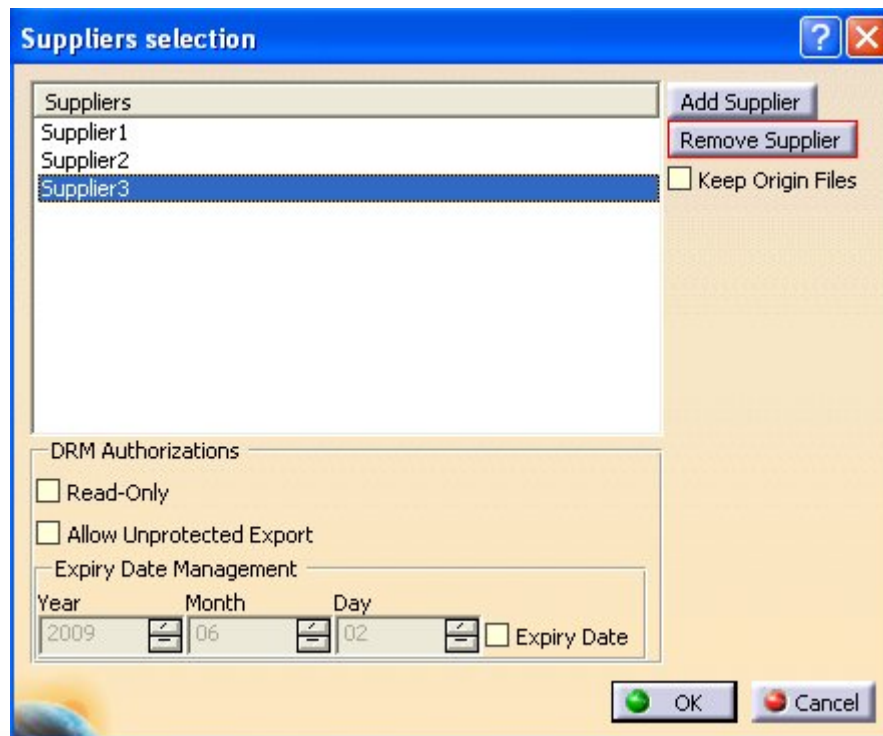 Suppliers selection
?
Suppliers
Supplier1
Supplier2
Supplier3
Add Supplier
Remove Supplier
Keep Origin Files
DRM Authorizations
Read-Only
Allow Unprotected Export
Expiry Date Management
Year Month Day
2009 06 02 Expiry Date
OK Cancel